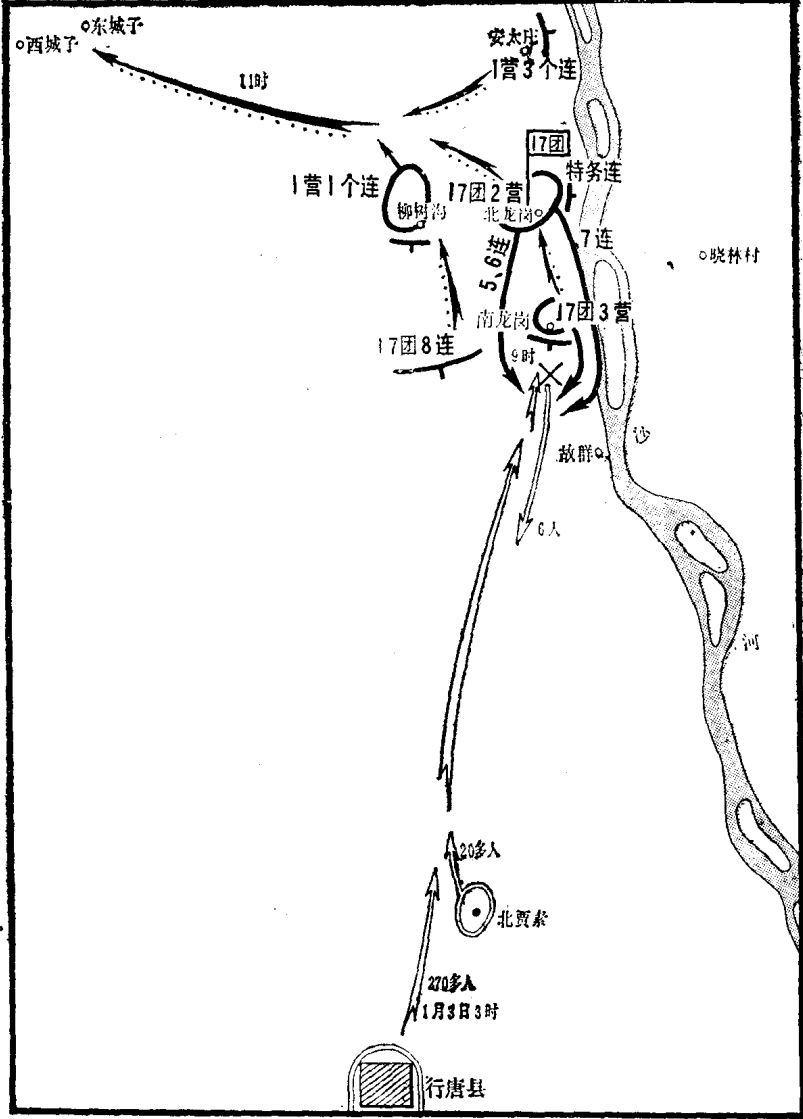 东城子
西城子
安太庄
1营3个连
11时
17团
特务连
1营1个连
17团2营
柳树沟
北龙岗
7连
5、6连
晓林村
17团3营
南龙岗
17团8连
9时
沙
故群
6人
河
20多人
北贾素
270多人
1月3日3时
行唐县